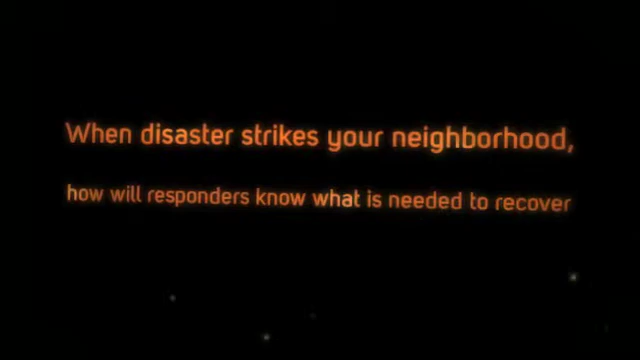 When disaster strikes your neighborhood,
how will responders know what is needed to recover